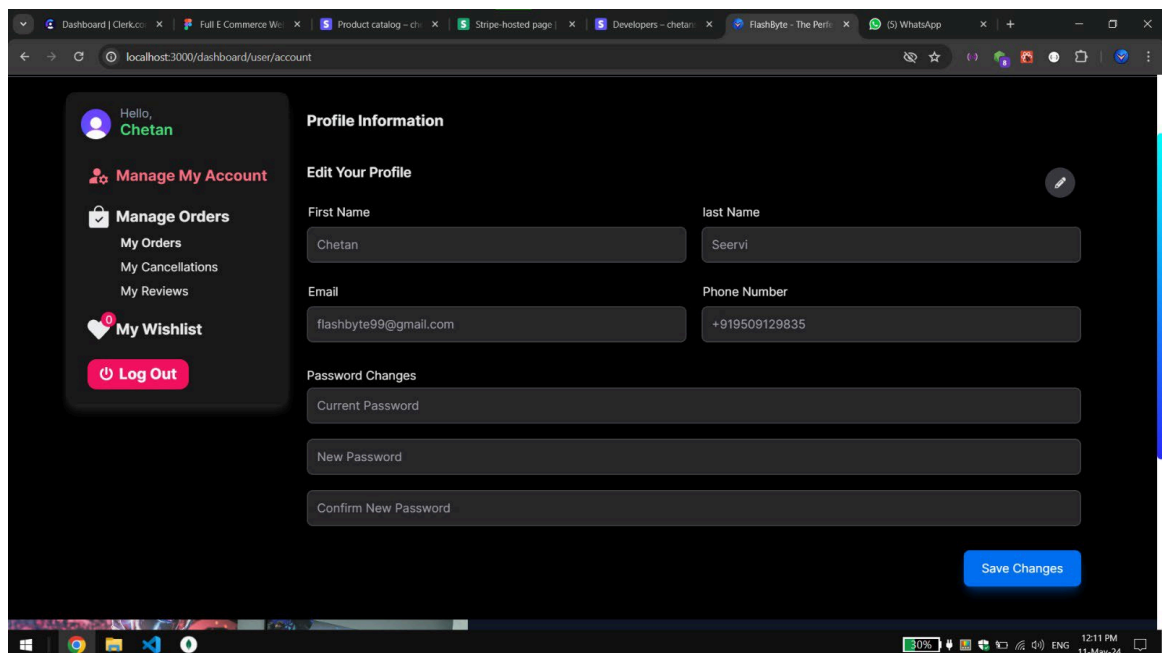 Dashboard | Clerk.co
Full E Commerce We
Product catalog – ch
Stripe-hosted page |
Developers – chetan
FlashByte - The Perf
(5) WhatsApp
localhost:3000/dashboard/user/account
Hello,
Chetan
Manage My Account
Manage Orders
My Orders
My Cancellations
My Reviews
0
My Wishlist
Log Out
Profile Information
Edit Your Profile
First Name
last Name
Chetan
Seervi
Email
Phone Number
flashbyte99@gmail.com
+919509129835
Password Changes
Current Password
New Password
Confirm New Password
Save Changes
30%
ENG
12:11 PM
11-May-24